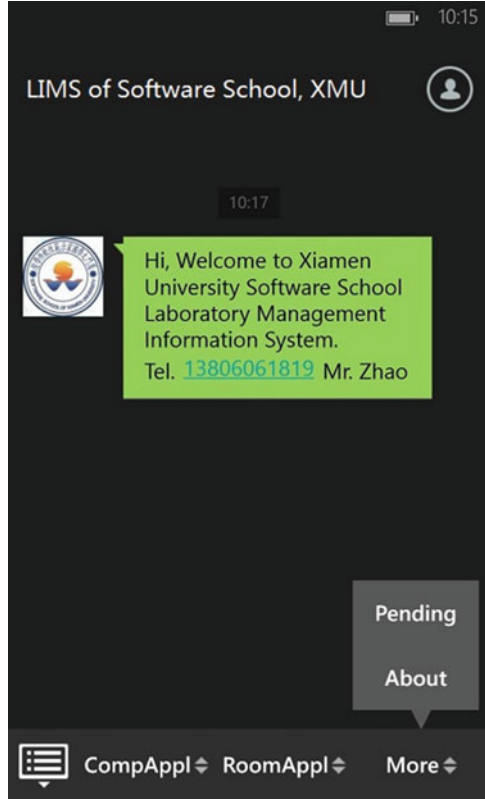 10:15
LIMS of Software School, XMU
10:17
Hi, Welcome to Xiamen
University Software School
Laboratory Management
Information System.
Tel. 13806061819 Mr. Zhao
Pending
About
CompAppl RoomAppl More